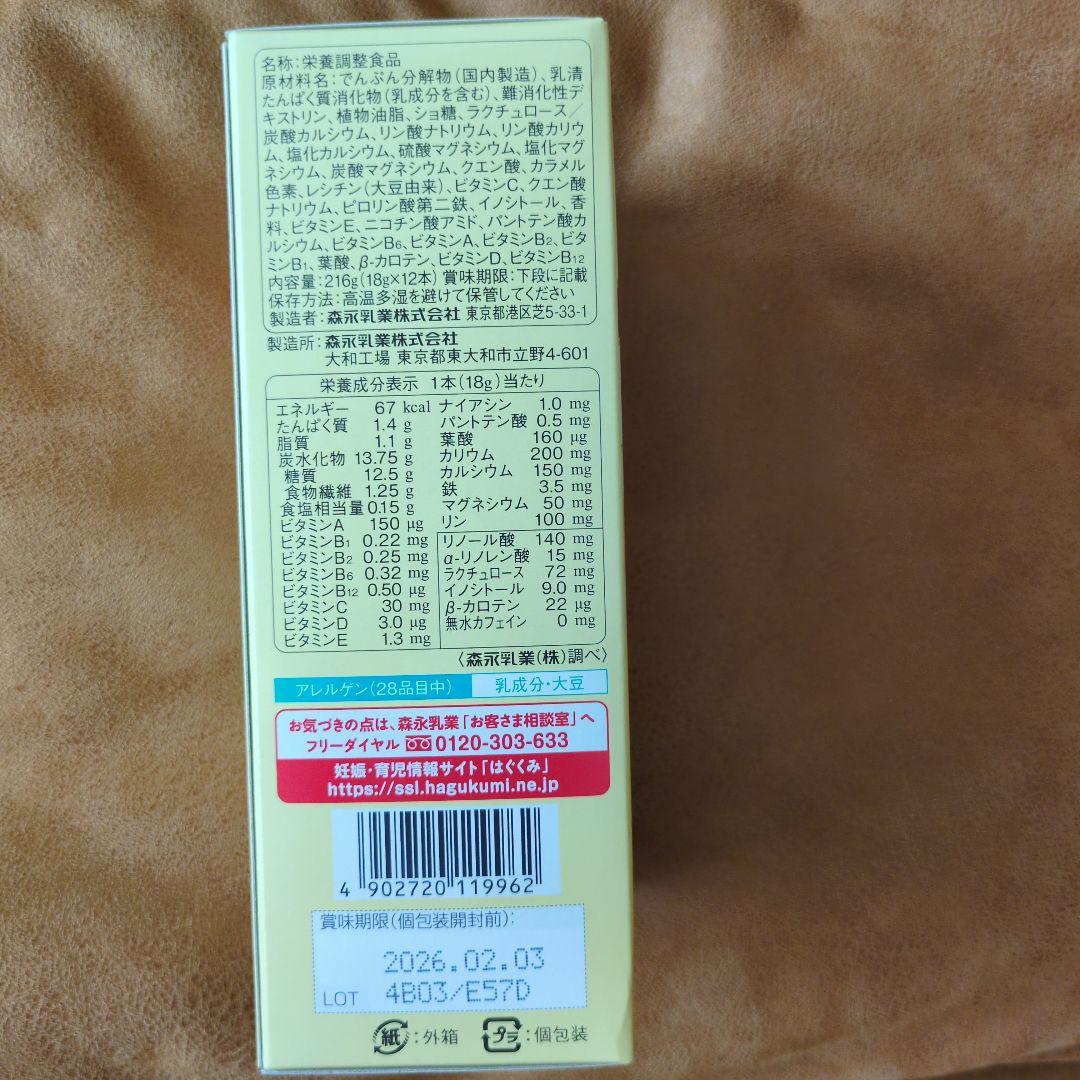 名称:栄養調整食品
原材料名:でんぷん分解物(国内製造)、乳清
たんぱく質消化物(乳成分を含む)、難消化性デ
キストリン、植物油脂、ショ糖、ラクチュロース/
炭酸カルシウム、リン酸ナトリウム、リン酸カリウ
ム、塩化カルシウム、硫酸マグネシウム、塩化マグ
ネシウム、炭酸マグネシウム、クエン酸、カラメル
色素、レシチン(大豆由来)、ビタミンC、クエン酸
ナトリウム、ピロリン酸第二鉄、イノシトール、香
料、ビタミンE、ニコチン酸アミド、パントテン酸カ
ルシウム、ビタミンB6、ビタミンA、ビタミンB2、ビタ
ミンB1、葉酸、β-カロテン、ビタミンD、ビタミンB12
内容量:216g(18g×12本) 賞味期限:下段に記載
保存方法:高温多湿を避けて保管してください
製造者:森永乳業株式会社 東京都港区芝5-33-1
製造所:森永乳業株式会社
大和工場 東京都東大和市立野4-601
栄養成分表示 1本(18g)当たり
エネルギー 67 kcal
たんぱく質 1.4 g
脂質 1.1 g
炭水化物 13.75 g
糖質 12.5 g
食物繊維 1.25 g
食塩相当量 0.15 g
ビタミンA 150 μg
ビタミンB1 0.22 mg
ビタミンB2 0.25 mg
ビタミンB6 0.32 mg
ビタミンB12 0.50 μg
ビタミンC 30 mg
ビタミンD 3.0 μg
ビタミンE 1.3 mg
ナイアシン 1.0 mg
パントテン酸 0.5 mg
葉酸 160 μg
カリウム 200 mg
カルシウム 150 mg
鉄 3.5 mg
マグネシウム 50 mg
リン 100 mg
リノール酸 140 mg
α-リノレン酸 15 mg
ラクチュロース 72 mg
イノシトール 9.0 mg
β-カロテン 22 μg
無水カフェイン 0 mg
〈森永乳業(株)調べ〉
アレルゲン(28品目中) 乳成分・大豆
お気づきの点は、森永乳業「お客さま相談室」へ
フリーダイヤル 0120-303-633
妊娠・育児情報サイト「はぐくみ」
https://ssl.hagukumi.ne.jp
4 902720 119962
賞味期限(個包装開封前):
2026.02.03
LOT 4B03/E57D
紙:外箱 プラ:個包装